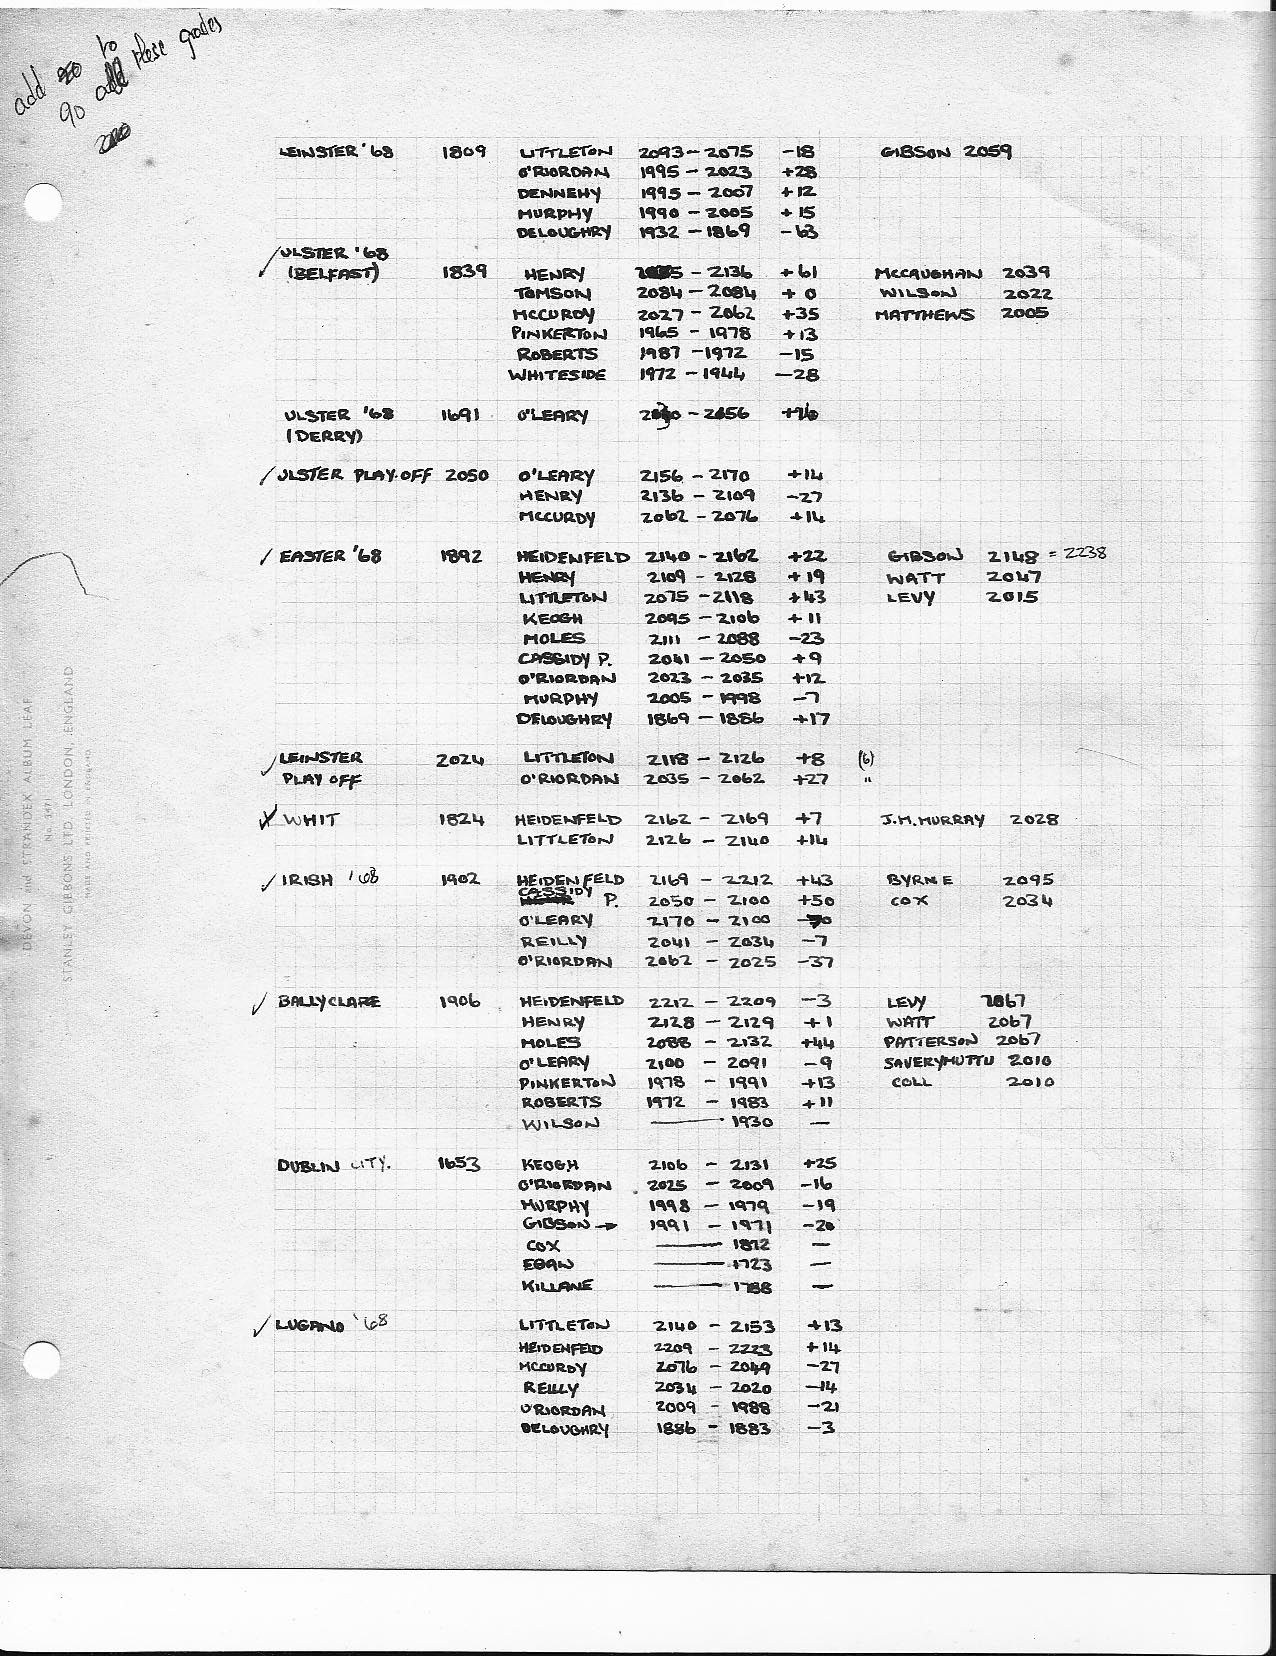 add to
90 all these grades
LEINSTER '68 1809 LITTLETON 2093 - 2075 -18 GIBSON 2059
O'RIORDAN 1995 - 2023 +28
DENNEHY 1995 - 2007 +12
MURPHY 1990 - 2005 +15
DELOUGHRY 1932 - 1869 -63
ULSTER '68
(BELFAST) 1839 HENRY - 2136 +61 MCCAUGHAN 2039
TOMSON 2084 - 2084 +0 WILSON 2022
MCCURDY 2027 - 2062 +35 MATTHEWS 2005
PINKERTON 1965 - 1978 +13
ROBERTS 1987 - 1972 -15
WHITESIDE 1972 - 1944 -28
ULSTER '68 1691 O'LEARY
(DERRY)
ULSTER PLAY-OFF 2050 O'LEARY 2156 - 2170 +14
HENRY 2136 - 2109 -27
MCCURDY 2062 - 2076 +14
EASTER '68 1892 HEIDENFELD 2140 - 2162 +22 GIBSON 2148 = 2238
HENRY 2109 - 2128 +19 WATT 2047
LITTLETON 2075 - 2118 +43 LEVY 2015
KEOGH 2095 - 2106 +11
MOLES 2111 - 2088 -23
CASSIDY P. 2041 - 2050 +9
O'RIORDAN 2023 - 2035 +12
MURPHY 2005 - 1998 -7
DELOUGHRY 1869 - 1886 +17
LEINSTER 2024 LITTLETON 2118 - 2126 +8 (6)
PLAY OFF O'RIORDAN 2035 - 2062 +27 "
WHIT 1824 HEIDENFELD 2162 - 2169 +7 J.M. MURRAY 2028
LITTLETON 2126 - 2140 +14
IRISH '68 1902 HEIDENFELD 2169 - 2212 +43 BYRNE 2095
CASSIDY P. 2050 - 2100 +50 COX 2034
O'LEARY 2170 - 2100 -70
REILLY 2041 - 2034 -7
O'RIORDAN 2062 - 2025 -37
BALLYCLARE 1906 HEIDENFELD 2212 - 2209 -3 LEVY
HENRY 2128 - 2129 +1 WATT 2067
MOLES 2088 - 2132 +44 PATTERSON 2067
O'LEARY 2100 - 2091 -9 SAVERYMUTTU 2010
PINKERTON 1978 - 1991 +13 COLL 2010
ROBERTS 1972 - 1983 +11
WILSON — 1930 —
DUBLIN CITY. 1653 KEOGH 2106 - 2131 +25
O'RIORDAN 2025 - 2009 -16
MURPHY 1998 - 1979 -19
GIBSON → 1991 - 1971 -20
COX — 1872 —
EGAN — 1723 —
KILLANE — 1788 —
LUGANO '68 LITTLETON 2140 - 2153 +13
HEIDENFELD 2209 - 2223 +14
MCCURDY 2076 - 2049 -27
REILLY 2034 - 2020 -14
O'RIORDAN 2009 - 1988 -21
DELOUGHRY 1886 - 1883 -3
DEVON and STRANDEX ALBUM LEAF
No. 3471
STANLEY GIBBONS LTD LONDON, ENGLAND
MADE AND PRINTED IN ENGLAND